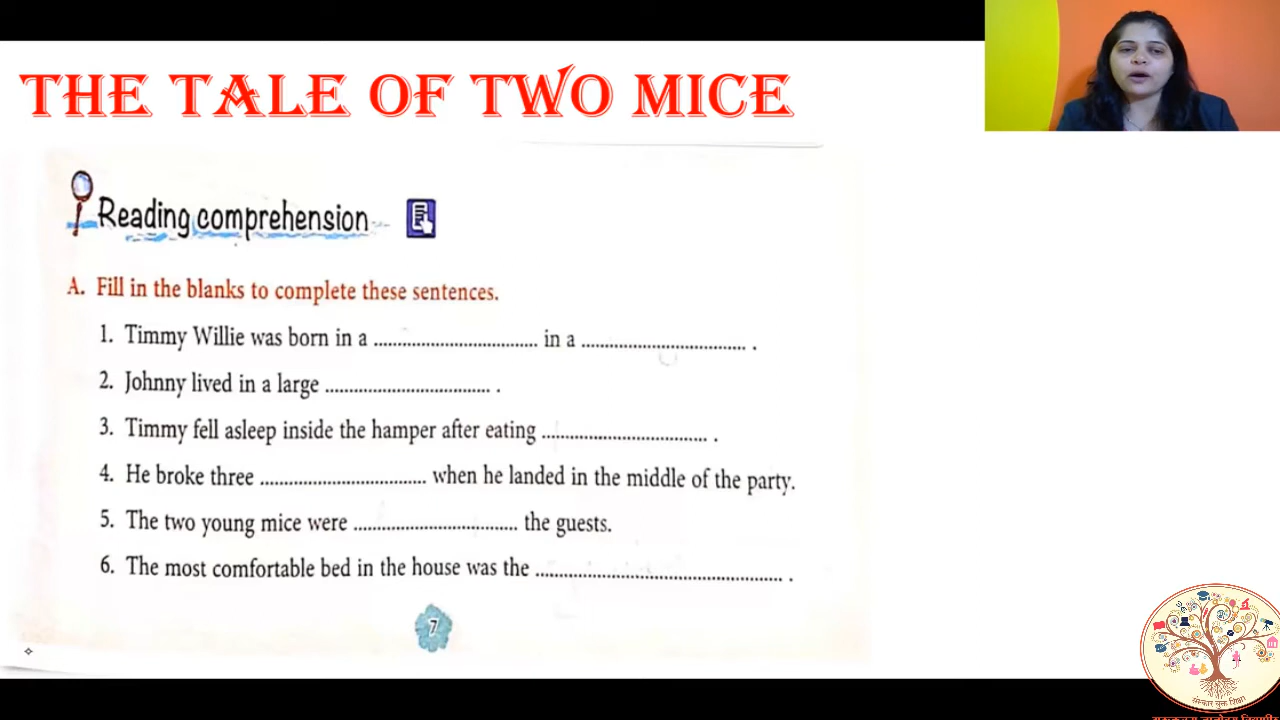 THE TALE OF TWO MICE
Reading comprehension
A. Fill in the blanks to complete these sentences.
1. Timmy Willie was born in a .................................. in a .................................. .
2. Johnny lived in a large .................................. .
3. Timmy fell asleep inside the hamper after eating .................................. .
4. He broke three .................................. when he landed in the middle of the party.
5. The two young mice were .................................. the guests.
6. The most comfortable bed in the house was the .................................................... .
7
संस्कार युक्त शिक्षा